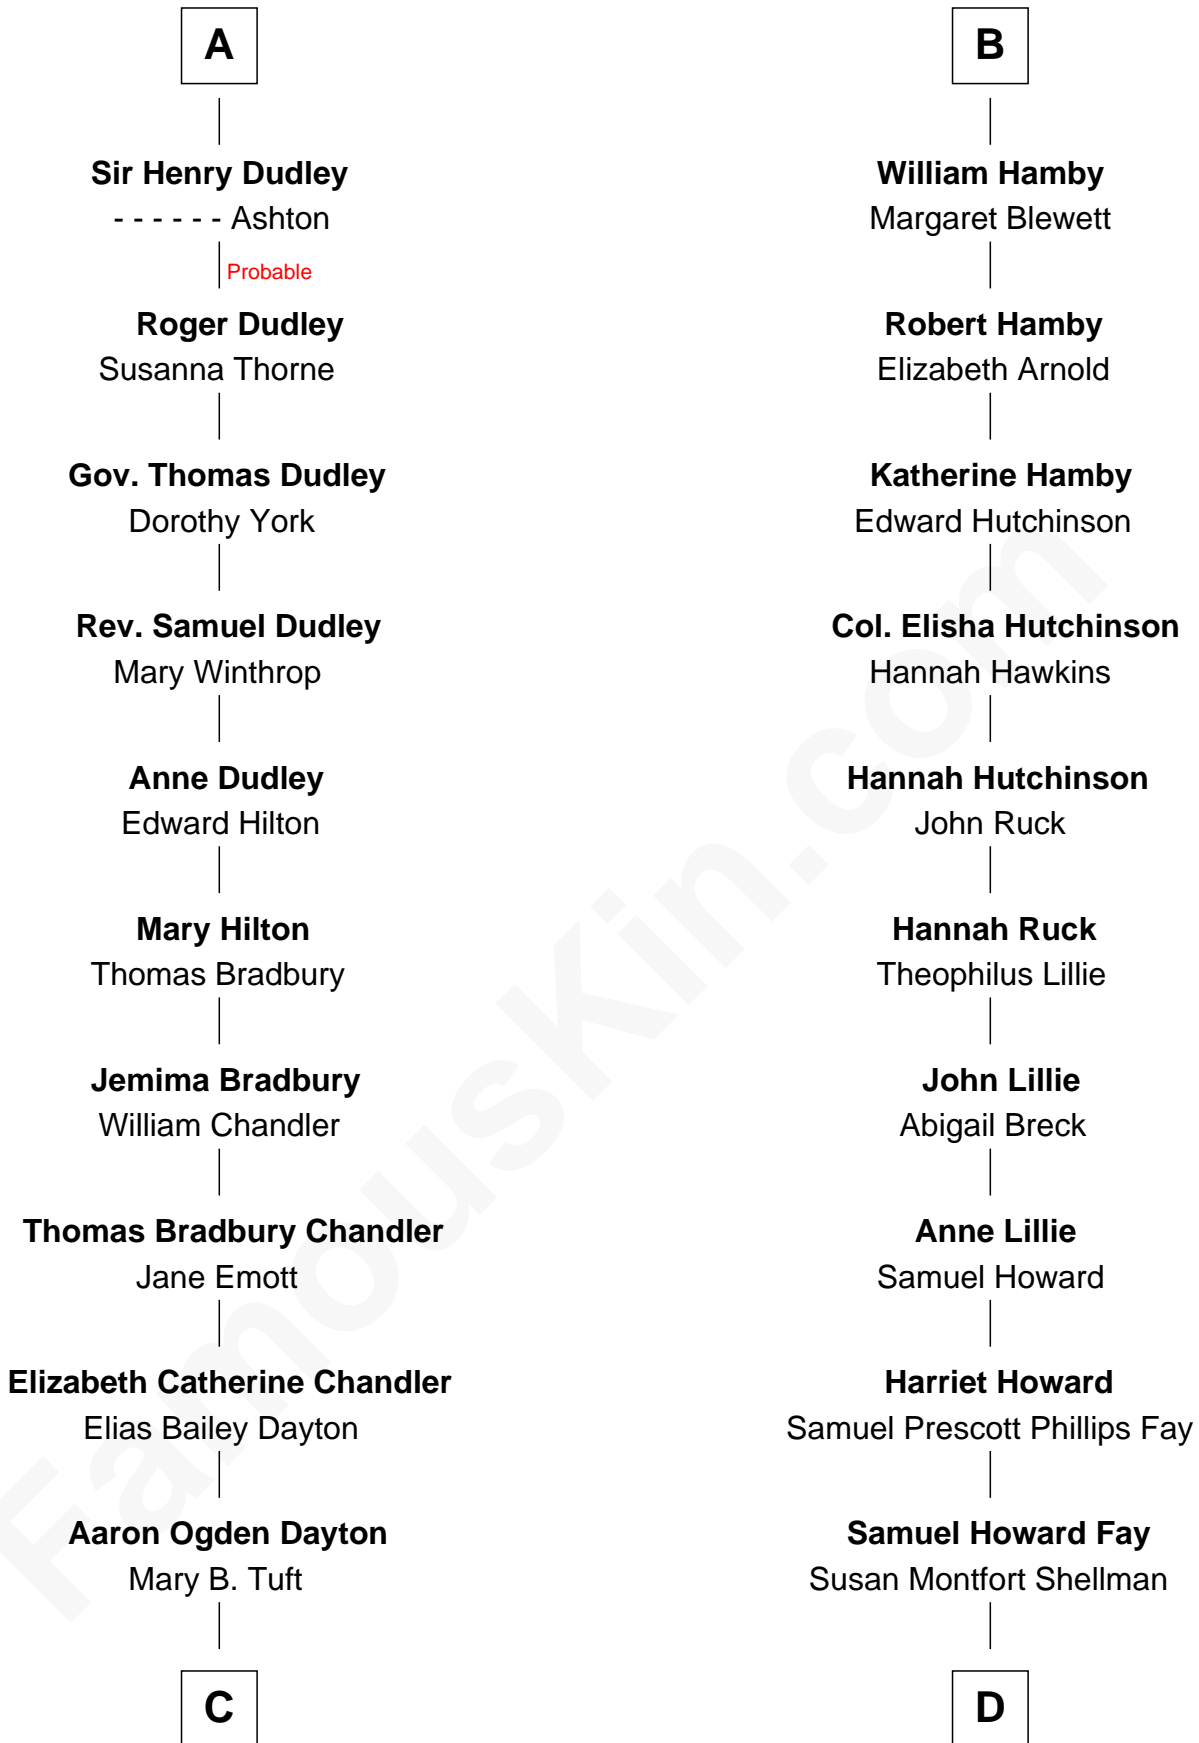 A
Sir Henry Dudley
- - - - - - Ashton
Probable
Roger Dudley
Susanna Thorne
Gov. Thomas Dudley
Dorothy York
Rev. Samuel Dudley
Mary Winthrop
Anne Dudley
Edward Hilton
Mary Hilton
Thomas Bradbury
Jemima Bradbury
William Chandler
Thomas Bradbury Chandler
Jane Emott
Elizabeth Catherine Chandler
Elias Bailey Dayton
Aaron Ogden Dayton
Mary B. Tuft
C
B
William Hamby
Margaret Blewett
Robert Hamby
Elizabeth Arnold
Katherine Hamby
Edward Hutchinson
Col. Elisha Hutchinson
Hannah Hawkins
Hannah Hutchinson
John Ruck
Hannah Ruck
Theophilus Lillie
John Lillie
Abigail Breck
Anne Lillie
Samuel Howard
Harriet Howard
Samuel Prescott Phillips Fay
Samuel Howard Fay
Susan Montfort Shellman
D
FamousKin.com